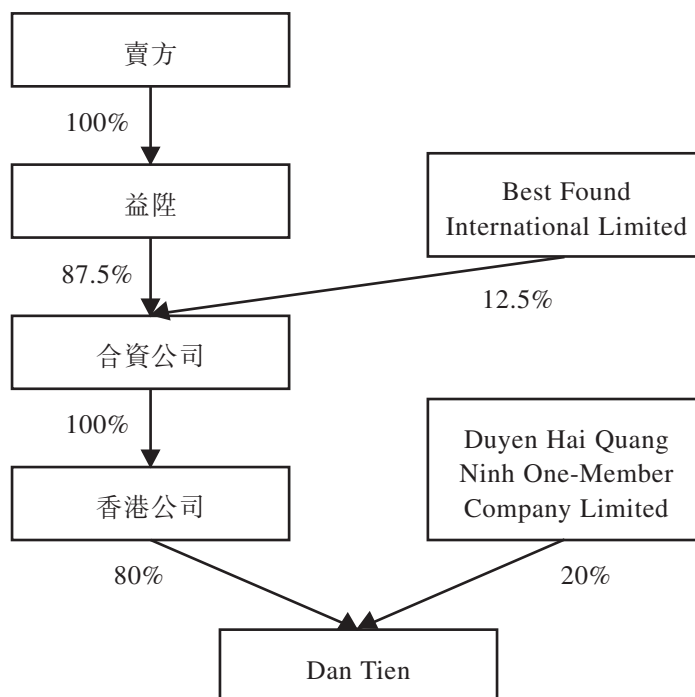 賣方
100%
益陞
Best Found
International Limited
87.5%
12.5%
合資公司
100%
Duyen Hai Quang
Ninh One-Member
Company Limited
香港公司
80%
20%
Dan Tien